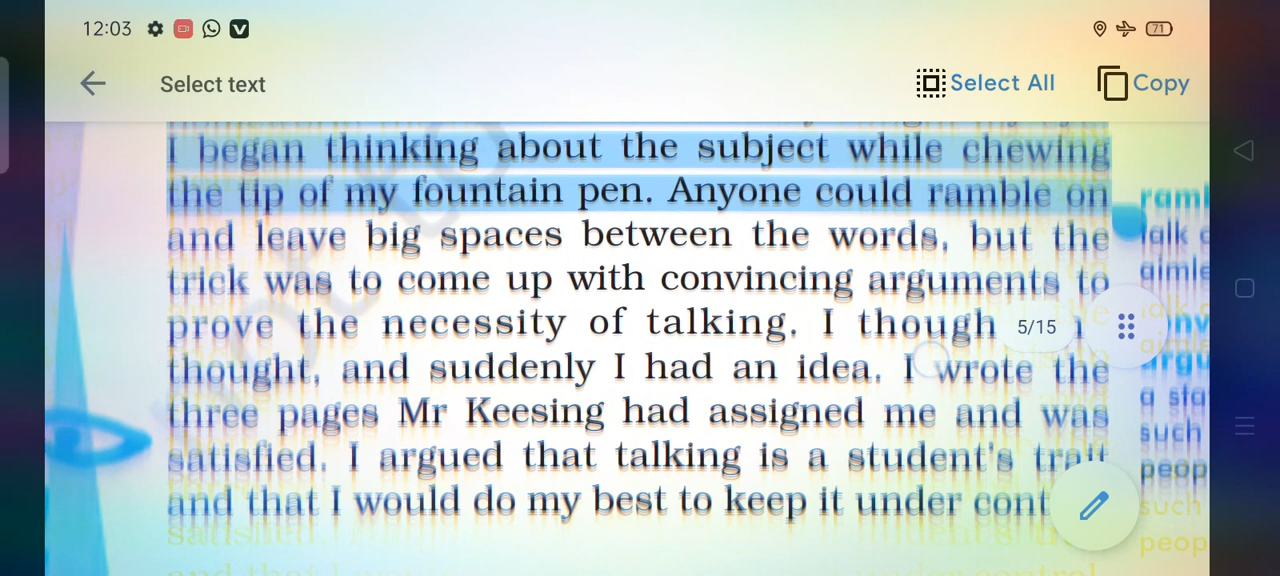 12:03
71
Select text
Select All
Copy
I began thinking about the subject while chewing
the tip of my fountain pen. Anyone could ramble on
and leave big spaces between the words, but the
trick was to come up with convincing arguments to
prove the necessity of talking. I though
5/15
thought, and suddenly I had an idea. I wrote the
three pages Mr Keesing had assigned me and was
satisfied. I argued that talking is a student's trait
and that I would do my best to keep it under cont